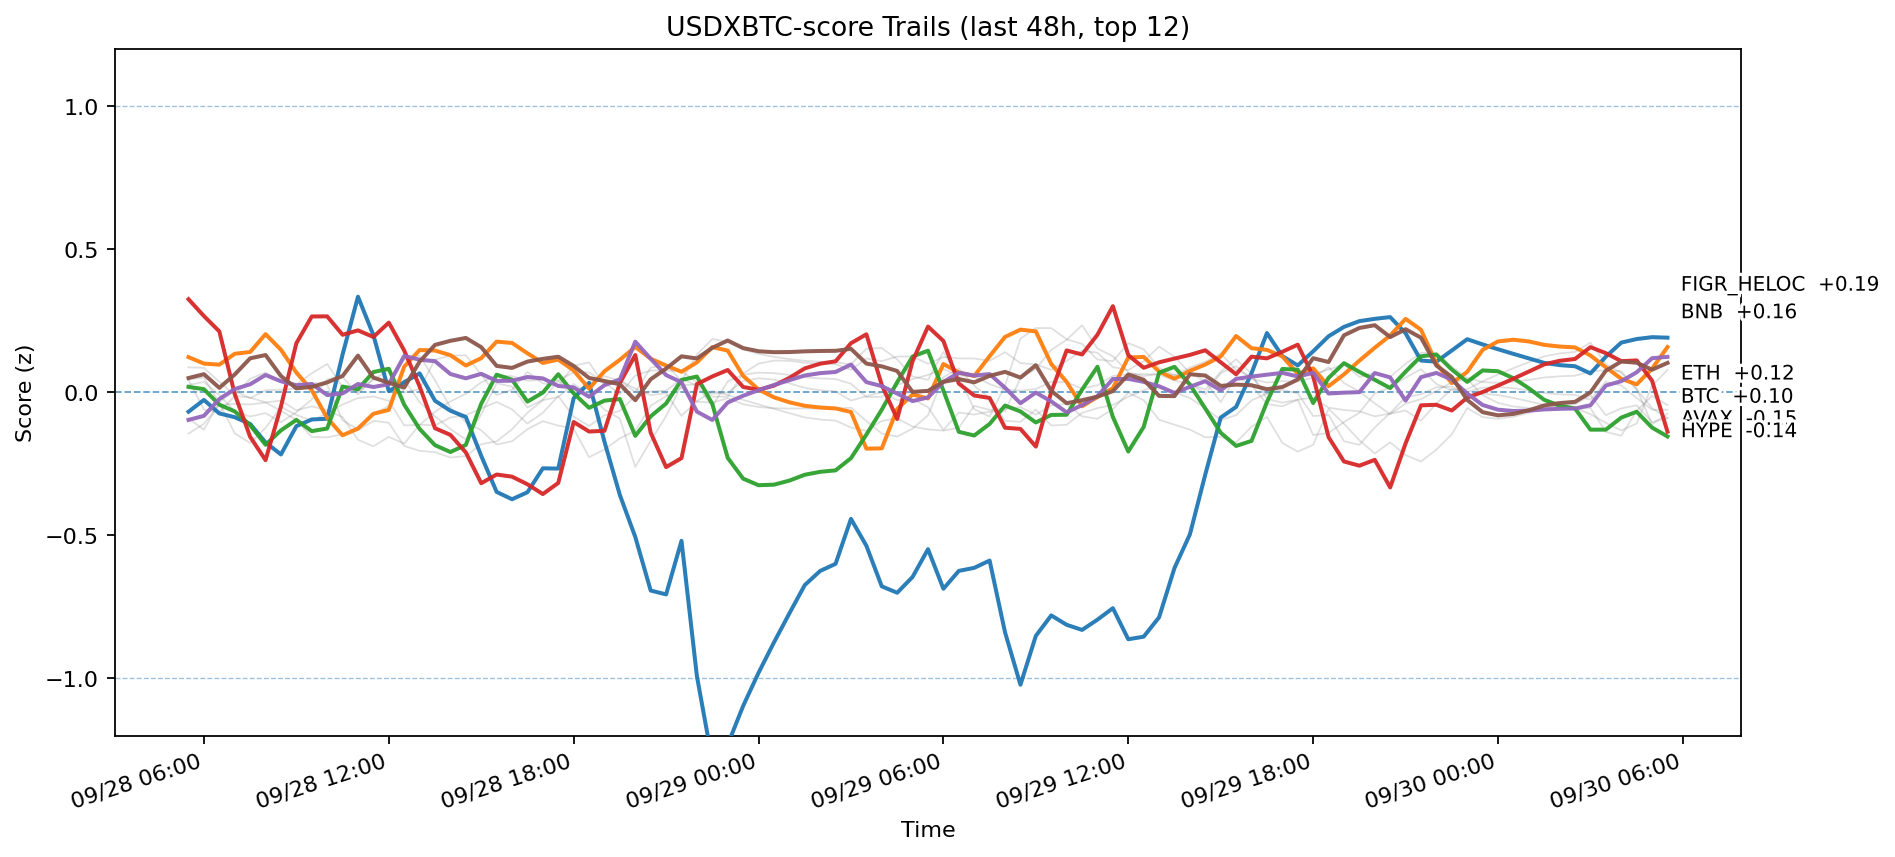 USDXBTC-score Trails (last 48h, top 12)
Score (z)
1.0
0.5
0.0
−0.5
−1.0
FIGR_HELOC +0.19
BNB +0.16
ETH +0.12
BTC +0.10
AVAX -0.15
HYPE -0.14
09/28 06:00
09/28 12:00
09/28 18:00
09/29 00:00
09/29 06:00
09/29 12:00
09/29 18:00
09/30 00:00
09/30 06:00
Time